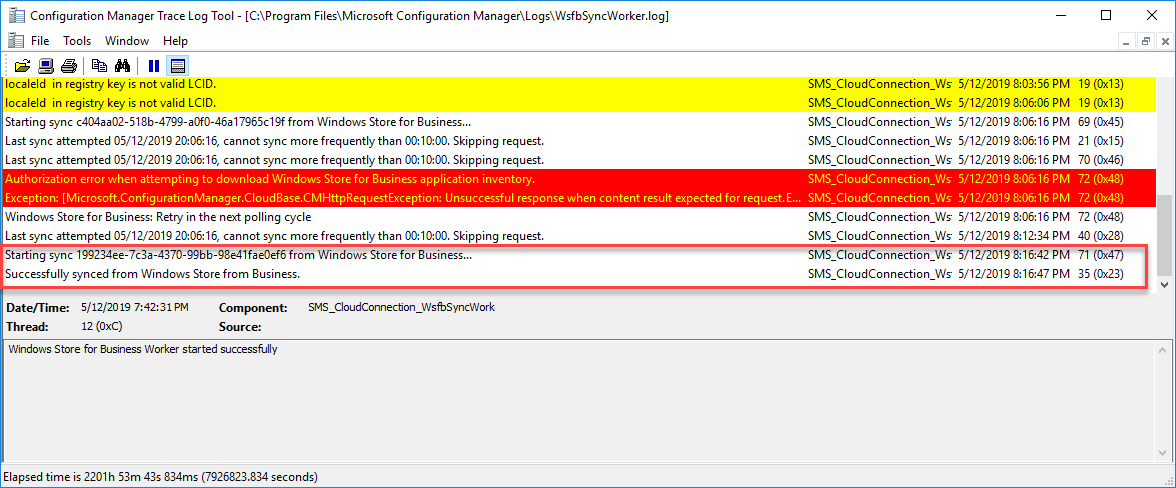 Configuration Manager Trace Log Tool - [C:\Program Files\Microsoft Configuration Manager\Logs\WsfbSyncWorker.log]
File Tools Window Help
localeId in registry key is not valid LCID. SMS_CloudConnection_Ws 5/12/2019 8:03:56 PM 19 (0x13)
localeId in registry key is not valid LCID. SMS_CloudConnection_Ws 5/12/2019 8:06:06 PM 19 (0x13)
Starting sync c404aa02-518b-4799-a0f0-46a17965c19f from Windows Store for Business... SMS_CloudConnection_Ws 5/12/2019 8:06:16 PM 69 (0x45)
Last sync attempted 05/12/2019 20:06:16, cannot sync more frequently than 00:10:00. Skipping request. SMS_CloudConnection_Ws 5/12/2019 8:06:16 PM 21 (0x15)
Last sync attempted 05/12/2019 20:06:16, cannot sync more frequently than 00:10:00. Skipping request. SMS_CloudConnection_Ws 5/12/2019 8:06:16 PM 70 (0x46)
Authorization error when attempting to download Windows Store for Business application inventory. SMS_CloudConnection_Ws 5/12/2019 8:06:16 PM 72 (0x48)
Exception: [Microsoft.ConfigurationManager.CloudBase.CMHttpRequestException: Unsuccessful response when content result expected for request.E... SMS_CloudConnection_Ws 5/12/2019 8:06:16 PM 72 (0x48)
Windows Store for Business: Retry in the next polling cycle SMS_CloudConnection_Ws 5/12/2019 8:06:16 PM 72 (0x48)
Last sync attempted 05/12/2019 20:06:16, cannot sync more frequently than 00:10:00. Skipping request. SMS_CloudConnection_Ws 5/12/2019 8:12:34 PM 40 (0x28)
Starting sync 199234ee-7c3a-4370-99bb-98e41fae0ef6 from Windows Store for Business... SMS_CloudConnection_Ws 5/12/2019 8:16:42 PM 71 (0x47)
Successfully synced from Windows Store from Business. SMS_CloudConnection_Ws 5/12/2019 8:16:47 PM 35 (0x23)
Date/Time: 5/12/2019 7:42:31 PM Component: SMS_CloudConnection_WsfbSyncWork
Thread: 12 (0xC) Source:
Windows Store for Business Worker started successfully
Elapsed time is 2201h 53m 43s 834ms (7926823.834 seconds)